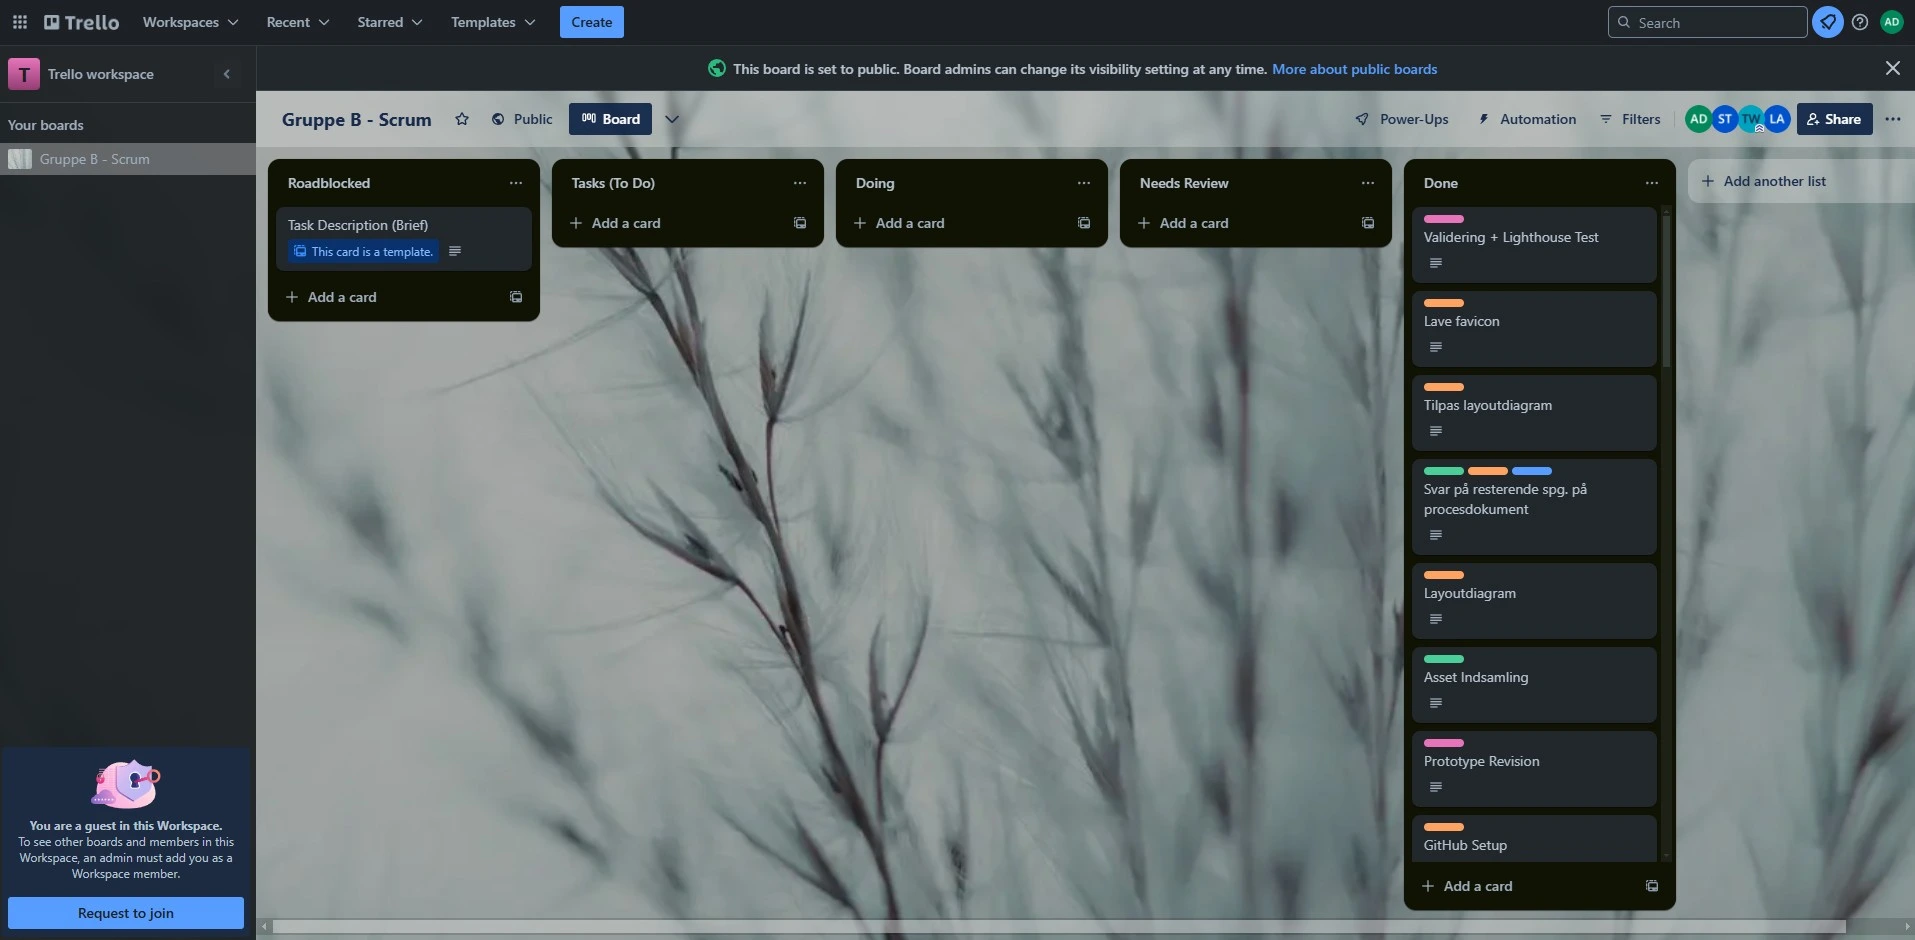 Trello
Workspaces
Recent
Starred
Templates
Create
Search
AD
T
Trello workspace
This board is set to public. Board admins can change its visibility setting at any time. More about public boards
Your boards
Gruppe B - Scrum
Gruppe B - Scrum
Public
Board
Power-Ups
Automation
Filters
AD
ST
TW
LA
Share
Roadblocked
Task Description (Brief)
This card is a template.
Add a card
Tasks (To Do)
Add a card
Doing
Add a card
Needs Review
Add a card
Done
Validering + Lighthouse Test
Lave favicon
Tilpas layoutdiagram
Svar på resterende spg. på
procesdokument
Layoutdiagram
Asset Indsamling
Prototype Revision
GitHub Setup
Add a card
Add another list
You are a guest in this Workspace.
To see other boards and members in this
Workspace, an admin must add you as a
Workspace member.
Request to join